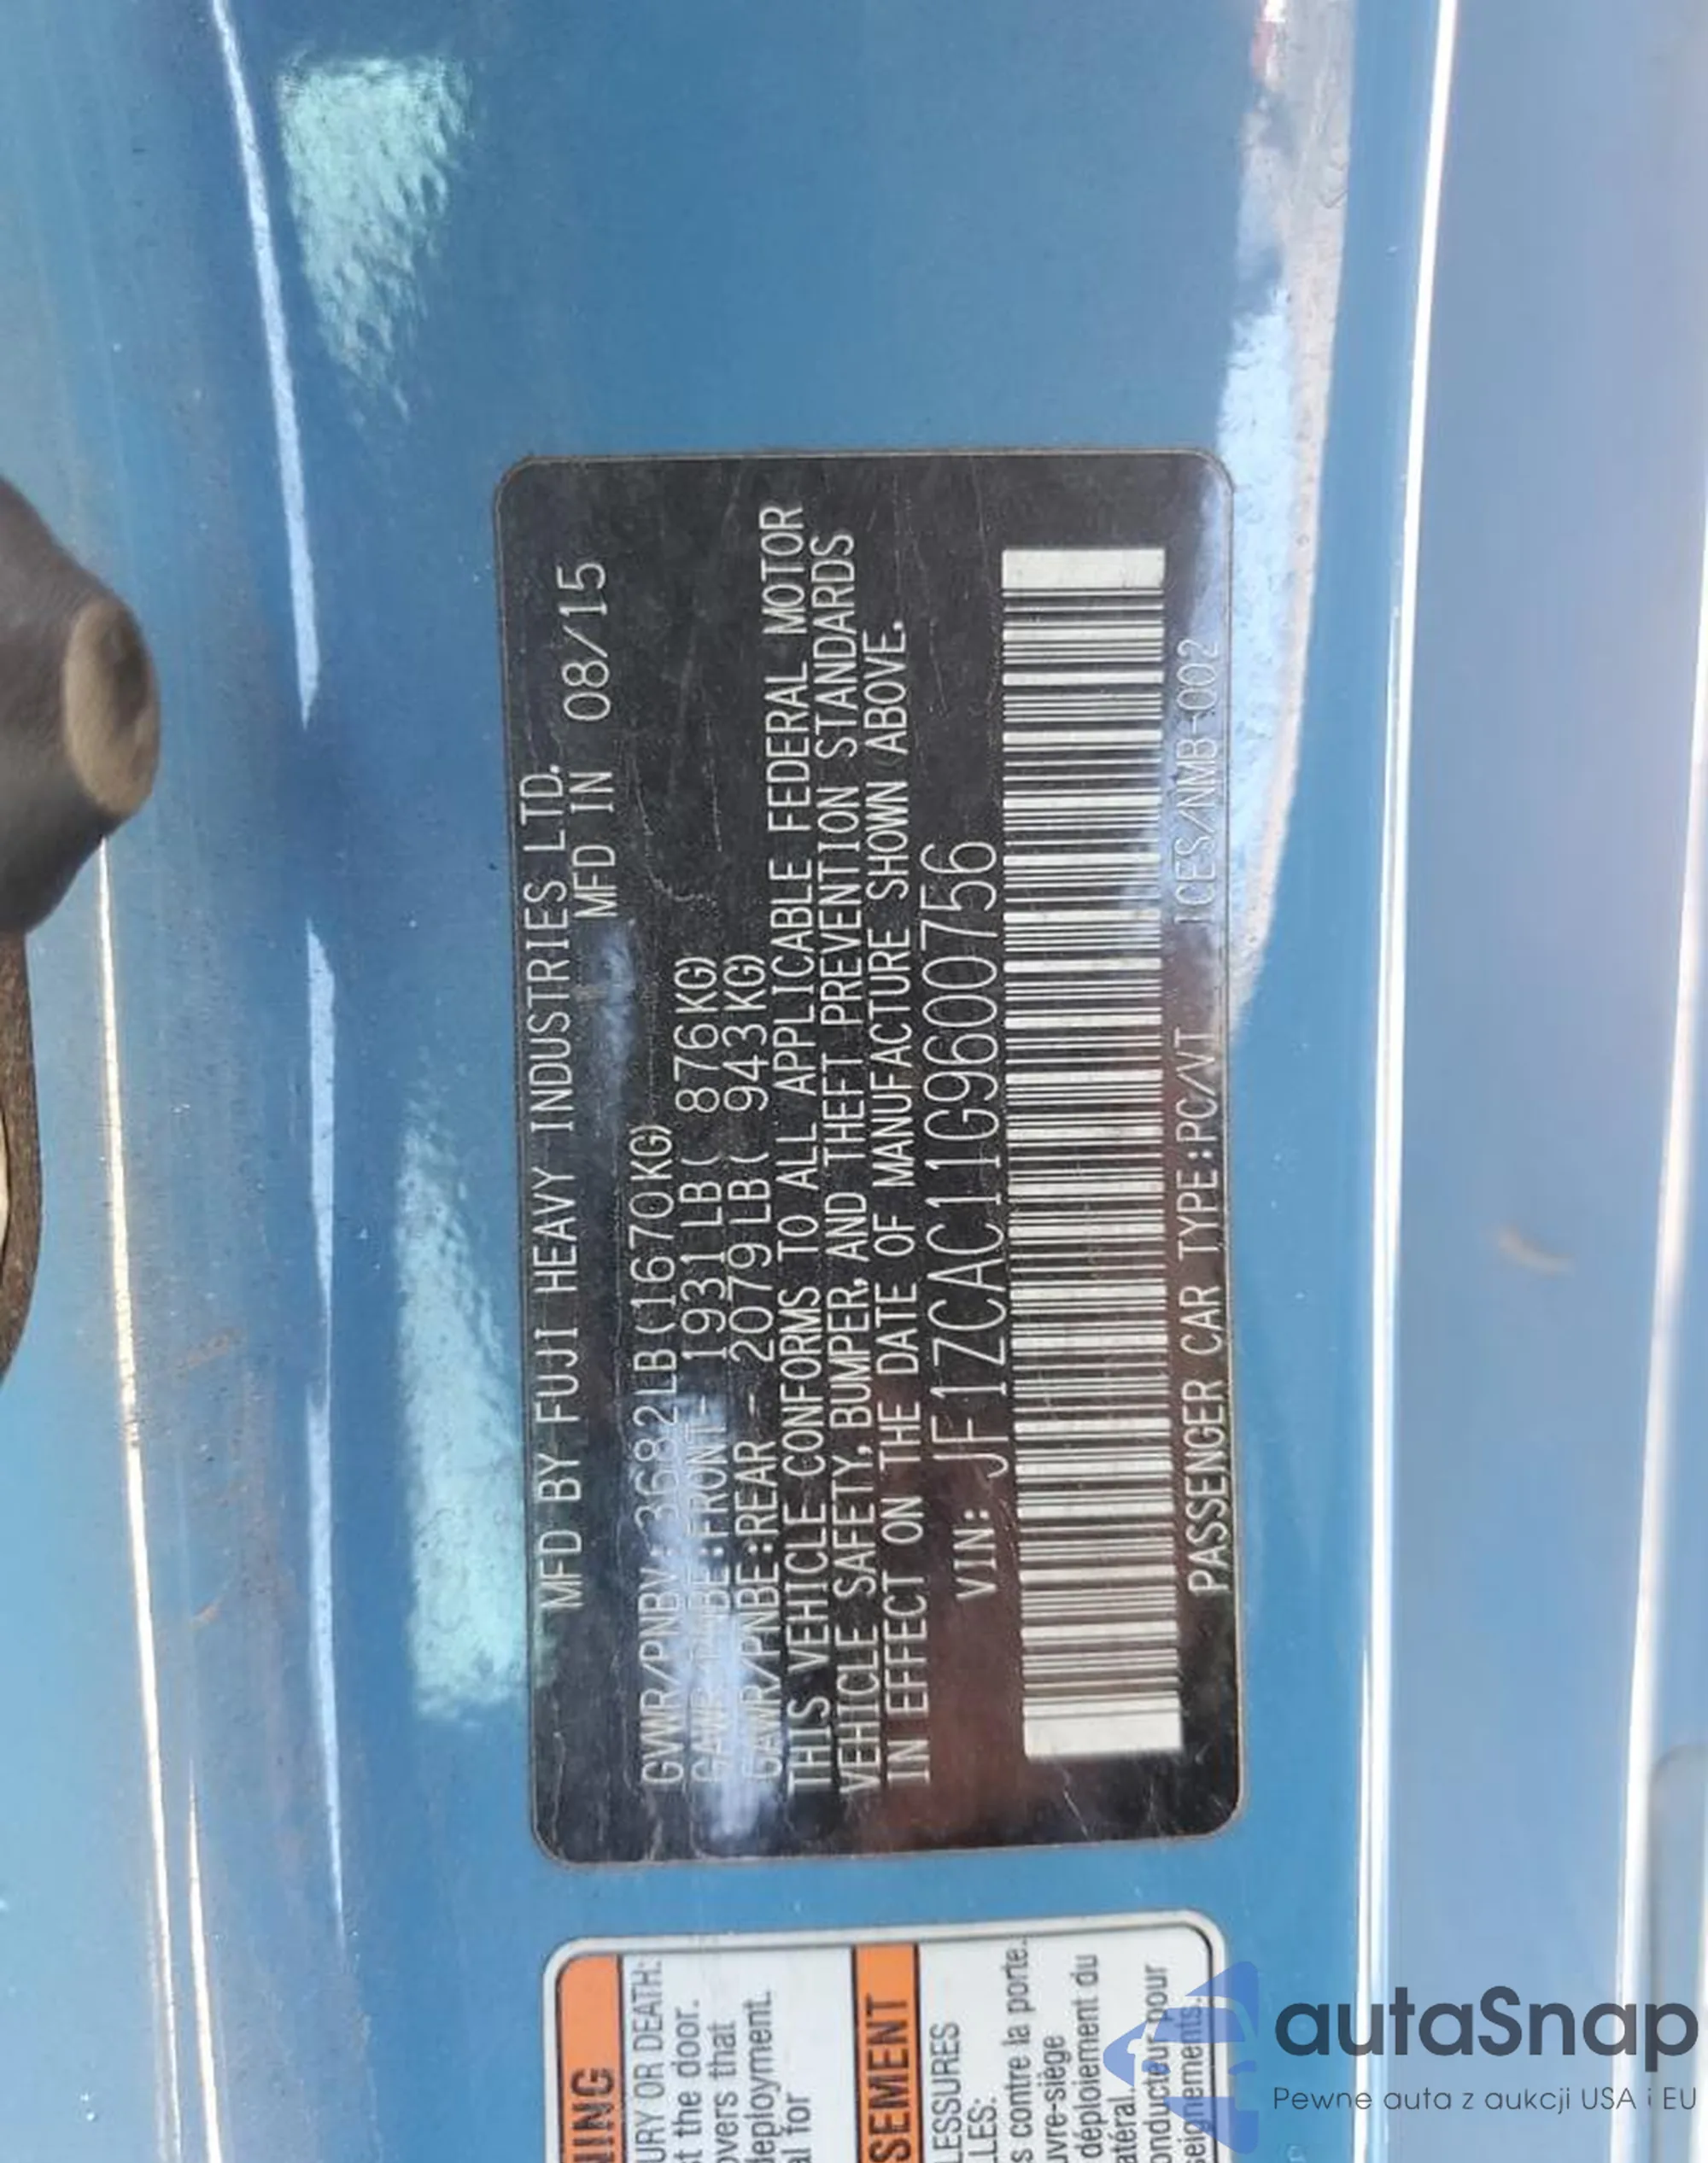 MFD BY FUJI HEAVY INDUSTRIES LTD.
MFD IN 08/15
GVWR/PNBV: 3682LB(1670KG)
GAWR/PNBE:FRONT- 1931LB( 876KG)
GAWR/PNBE:REAR - 2079LB( 943KG)
THIS VEHICLE CONFORMS TO ALL APPLICABLE FEDERAL MOTOR
VEHICLE SAFETY, BUMPER, AND THEFT PREVENTION STANDARDS
IN EFFECT ON THE DATE OF MANUFACTURE SHOWN ABOVE.
VIN: JF1ZCAC11G9600756
PASSENGER CAR TYPE:PC/VT ICES/NMB-002
NING
URY OR DEATH:
st the door.
overs that
deployment.
al for
SEMENT
LESSURES
LLES:
s contre la porte.
uvre-siège
déploiement du
atéral.
onducteur pour
seignements.
autaSnap
Pewne auta z aukcji USA i EU